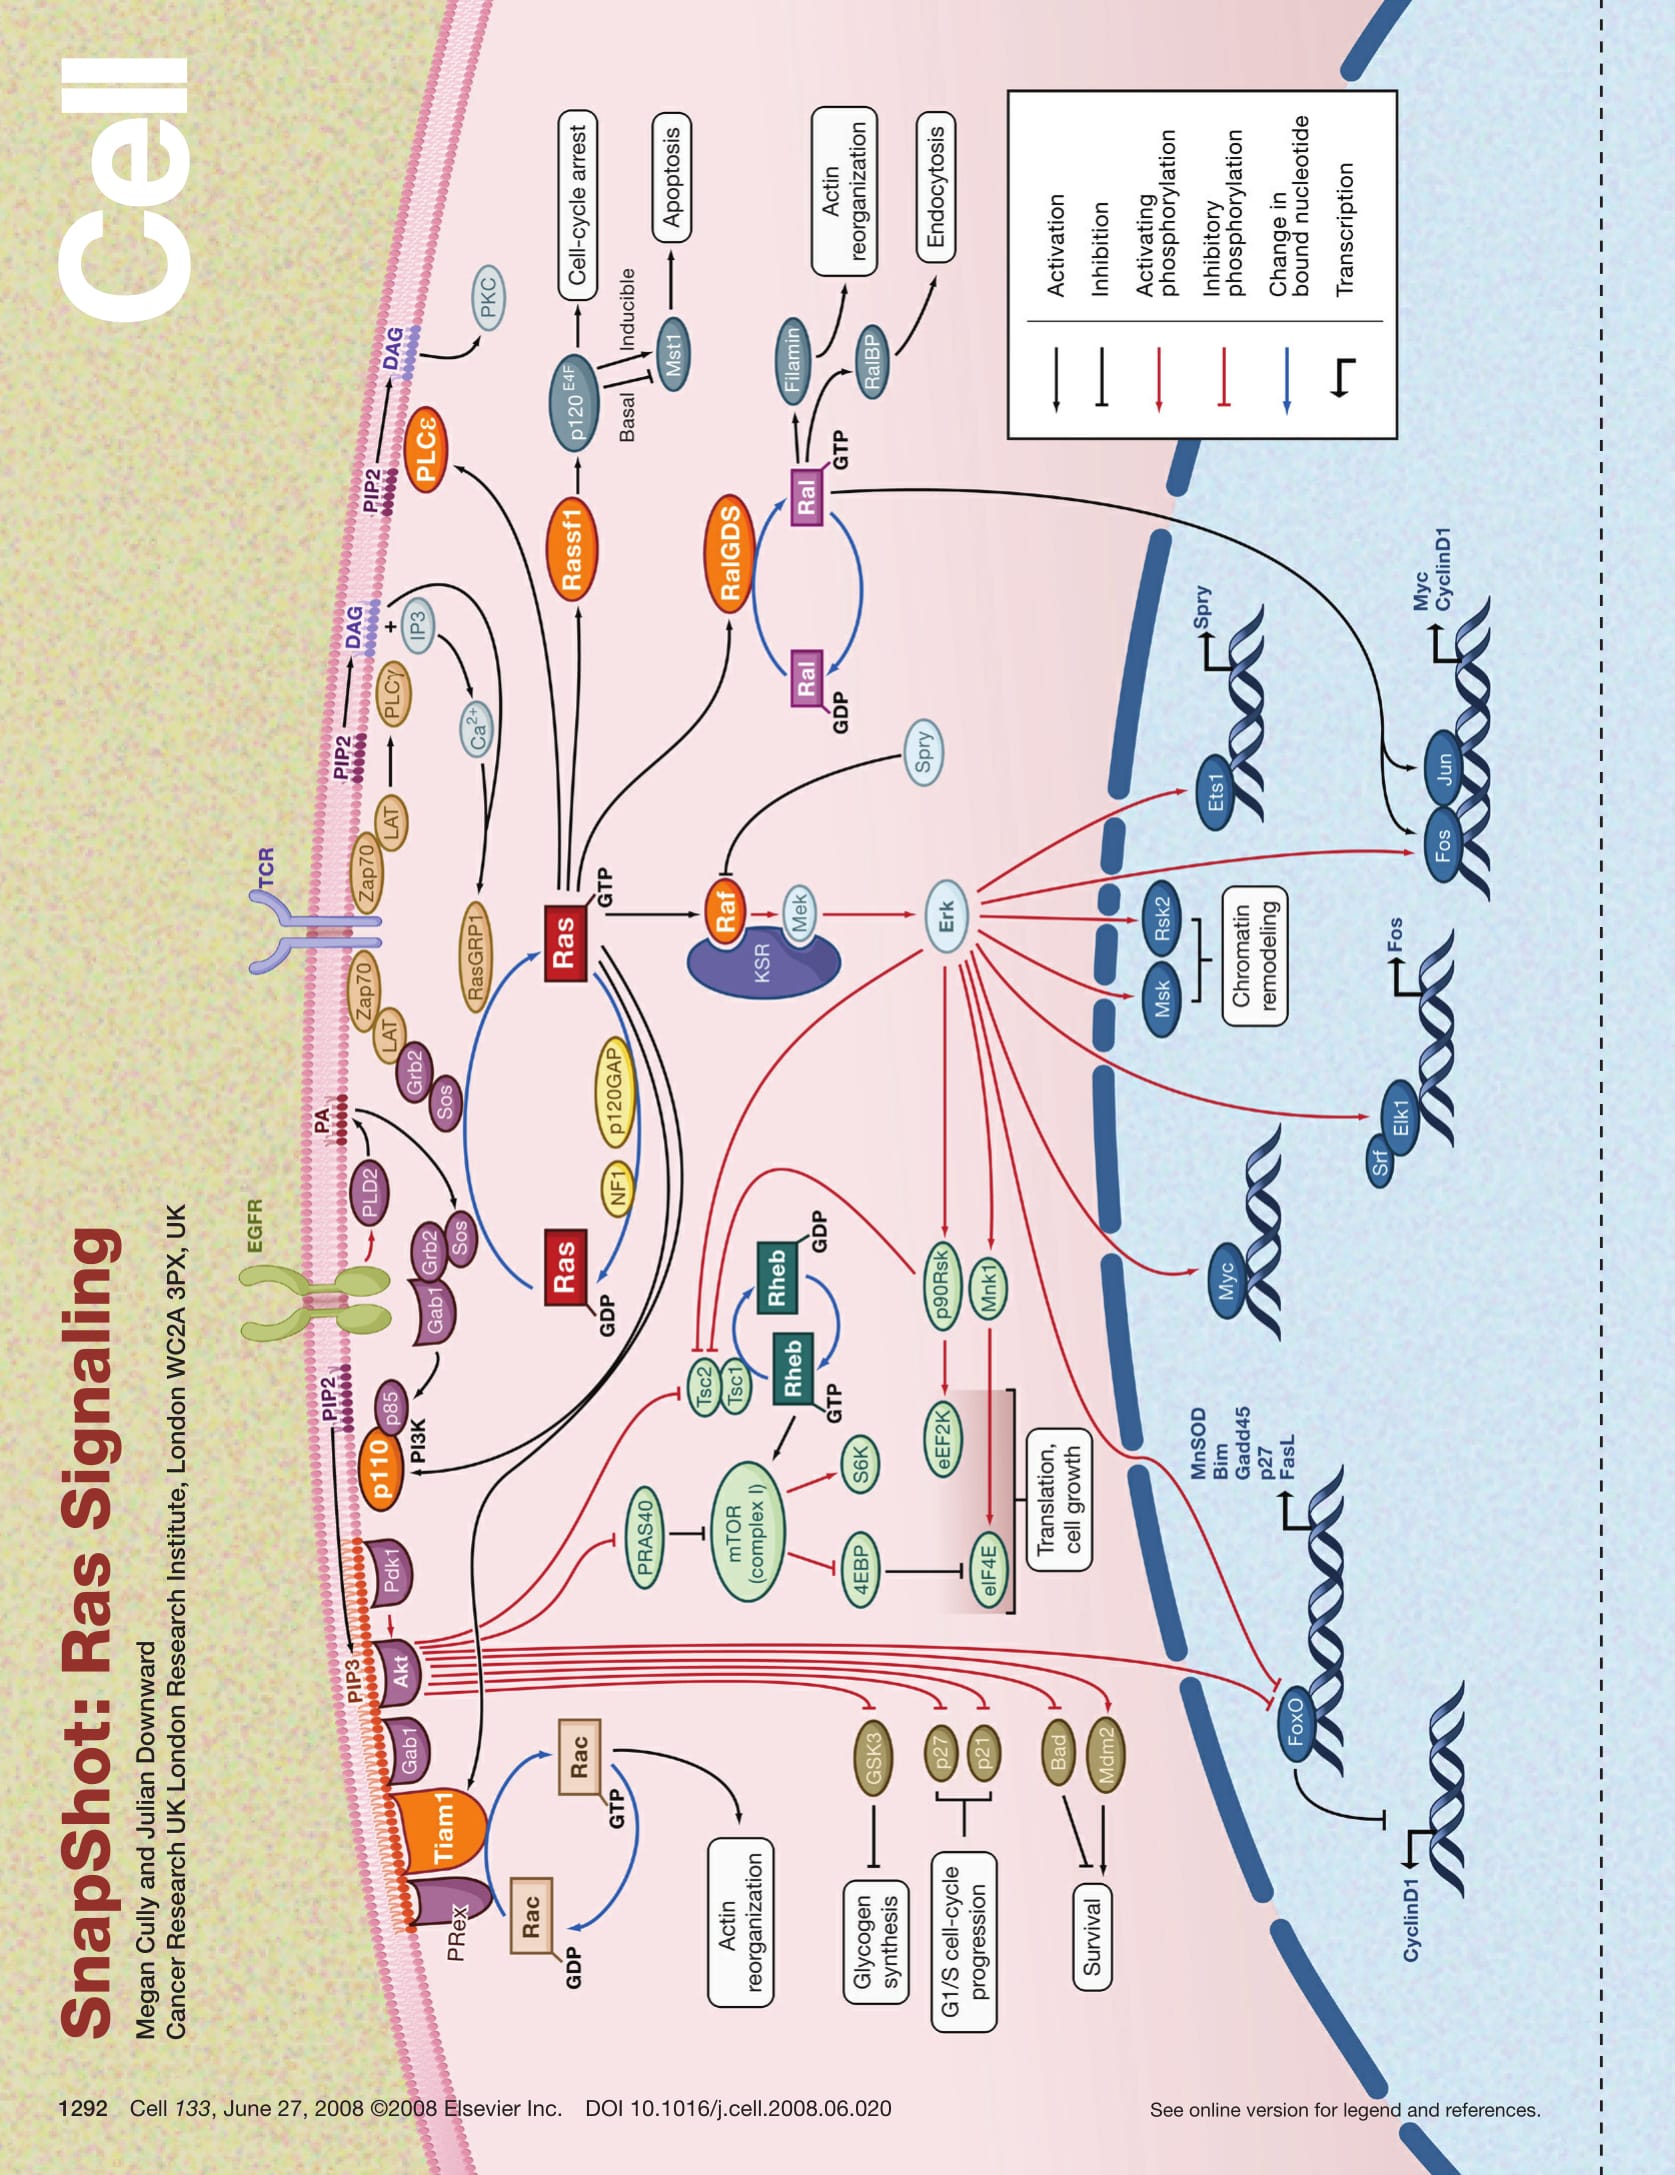 SnapShot: Ras Signaling
Megan Cully and Julian Downward
Cancer Research UK London Research Institute, London WC2A 3PX, UK
Cell
1292 Cell 133, June 27, 2008 ©2008 Elsevier Inc. DOI 10.1016/j.cell.2008.06.020
See online version for legend and references.
EGFR
TCR
PIP2
PA
PIP3
PIP2
DAG
PIP2
DAG
PRex
Tiam1
Gab1
Akt
Pdk1
p110
p85
PI3K
PLD2
Gab1
Grb2
Sos
Zap70
LAT
Grb2
Sos
Zap70
LAT
PLCγ
+
IP3
Ca2+
RasGRP1
PLCε
PKC
Rac
GDP
Rac
GTP
Ras
GDP
Ras
GTP
NF1
p120GAP
Rassf1
p120 E4F
Cell-cycle arrest
Basal
Inducible
Mst1
Apoptosis
Actin
reorganization
PRAS40
mTOR
(complex I)
Tsc2
Tsc1
Rheb
GTP
Rheb
GDP
KSR
Raf
Mek
RalGDS
Ral
GDP
Ral
GTP
Filamin
RalBP
Actin
reorganization
Endocytosis
Glycogen
synthesis
GSK3
4EBP
S6K
G1/S cell-cycle
progression
p27
p21
eEF2K
p90Rsk
Erk
Spry
eIF4E
Mnk1
Translation,
cell growth
Survival
Bad
Mdm2
Activation
Inhibition
Activating
phosphorylation
Inhibitory
phosphorylation
Change in
bound nucleotide
Transcription
MnSOD
Bim
Gadd45
p27
FasL
FoxO
CyclinD1
Myc
Msk
Rsk2
Chromatin
remodeling
Ets1
Spry
Srf
Elk1
Fos
Fos
Jun
Myc
CyclinD1